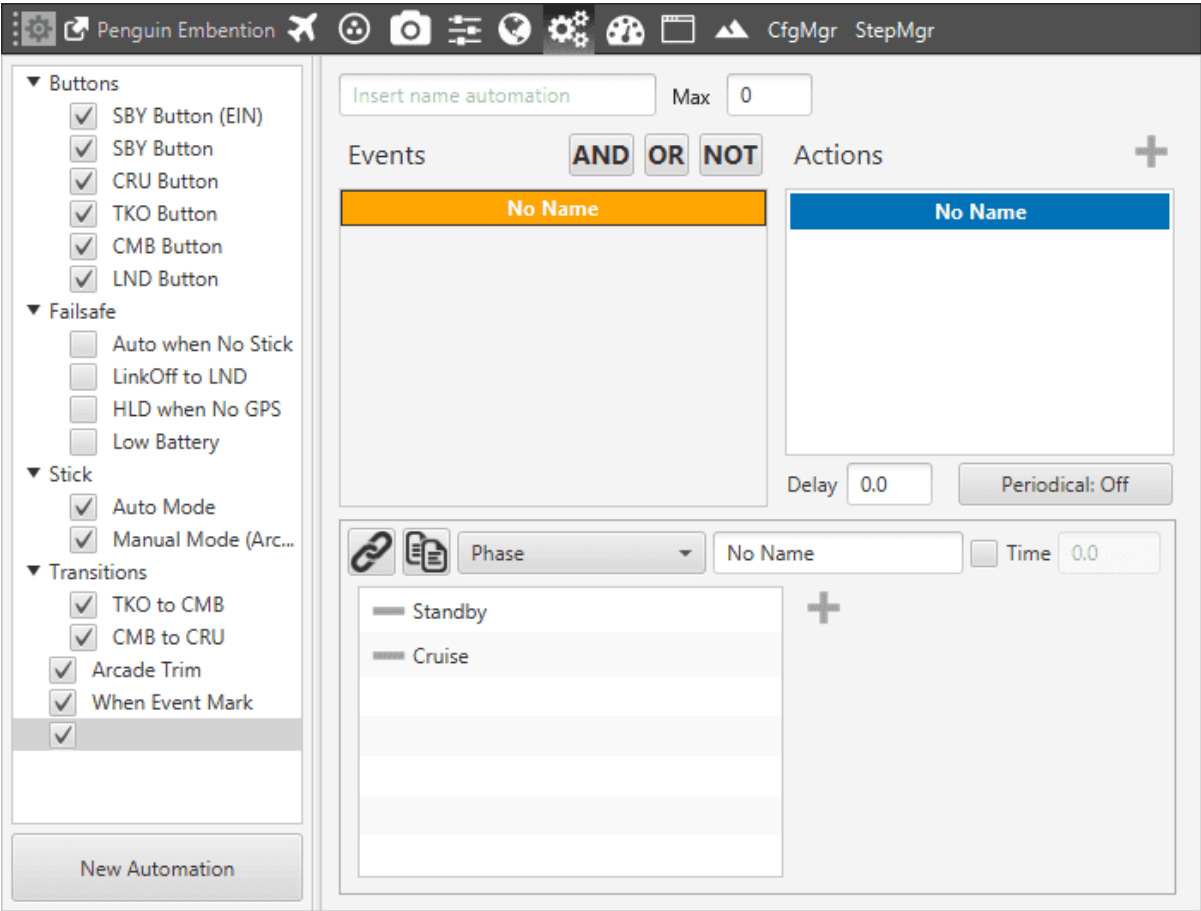 Penguin Embention CfgMgr StepMgr
Buttons
SBY Button (EIN)
SBY Button
CRU Button
TKO Button
CMB Button
LND Button
Failsafe
Auto when No Stick
LinkOff to LND
HLD when No GPS
Low Battery
Stick
Auto Mode
Manual Mode (Arc...
Transitions
TKO to CMB
CMB to CRU
Arcade Trim
When Event Mark
New Automation
Insert name automation Max 0
Events AND OR NOT Actions
No Name
No Name
Delay 0.0 Periodical: Off
Phase No Name Time 0.0
Standby
Cruise